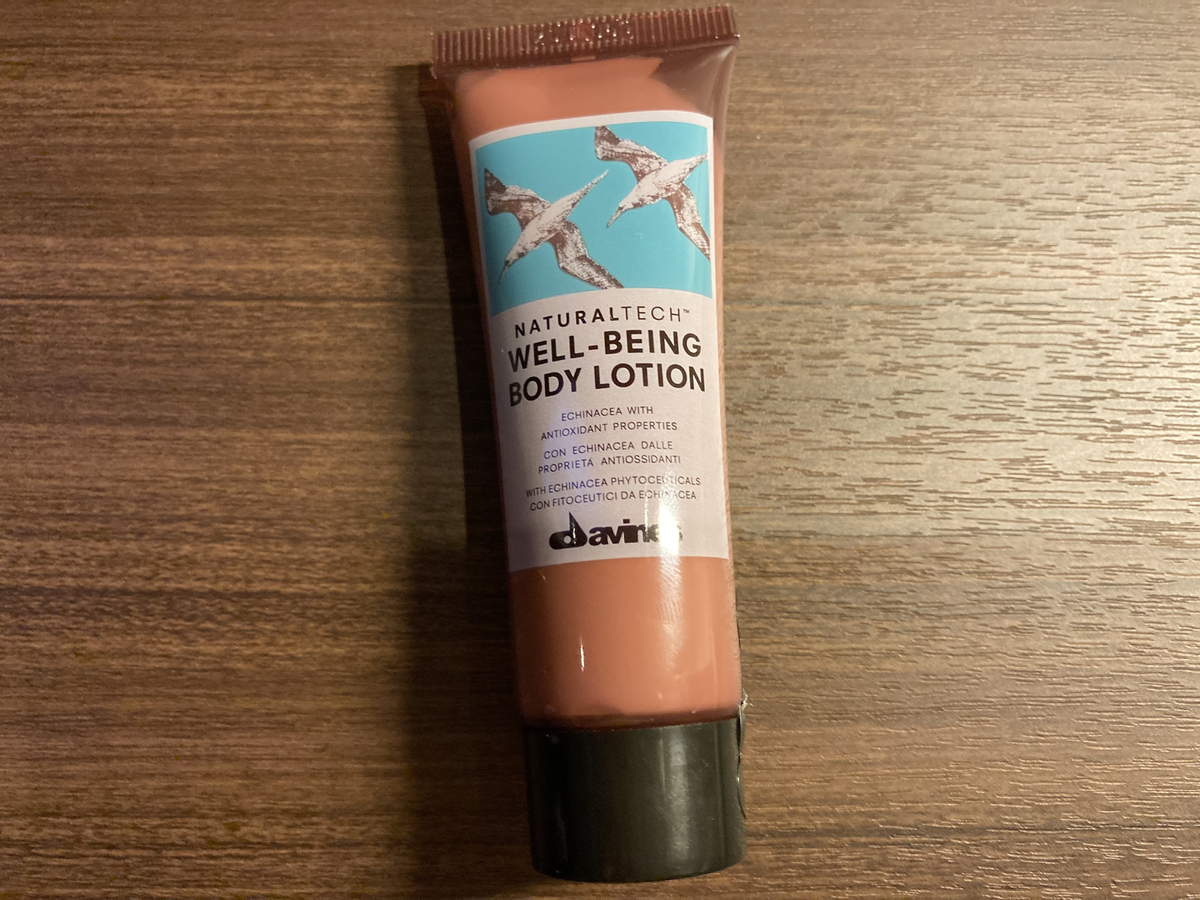 NATURALTECH™
WELL-BEING
BODY LOTION
ECHINACEA WITH
ANTIOXIDANT PROPERTIES
CON ECHINACEA DALLE
PROPRIETÀ ANTIOSSIDANTI
WITH ECHINACEA PHYTOCEUTICALS
CON FITOCEUTICI DA ECHINACEA
davines